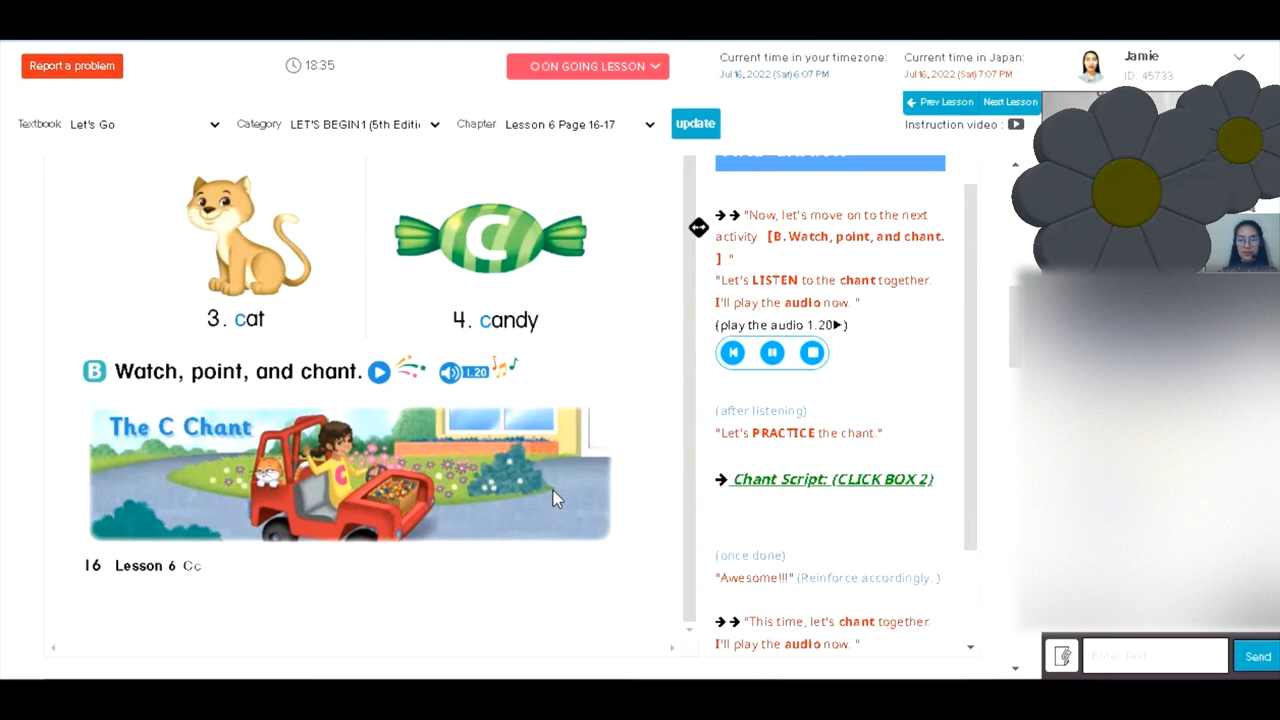 Report a problem
18:35
ON GOING LESSON
Current time in your timezone:
Jul 16, 2022 (Sat) 6:07 PM
Current time in Japan:
Jul 16, 2022 (Sat) 7:07 PM
Jamie
ID: 45733
Prev Lesson Next Lesson
Textbook Let's Go
Category LET'S BEGIN 1 (5th Editi
Chapter Lesson 6 Page 16-17
update
Instruction video :
C
3. cat
4. candy
B Watch, point, and chant. 1.20
The C Chant
C
16 Lesson 6 Cc
"Now, let's move on to the next
activity [B. Watch, point, and chant.
] "
"Let's LISTEN to the chant together.
I'll play the audio now. "
(play the audio 1.20▶)
(after listening)
"Let's PRACTICE the chant."
Chant Script: (CLICK BOX 2)
(once done)
"Awesome!!!" (Reinforce accordingly. )
"This time, let's chant together.
I'll play the audio now. "
Enter Text
Send